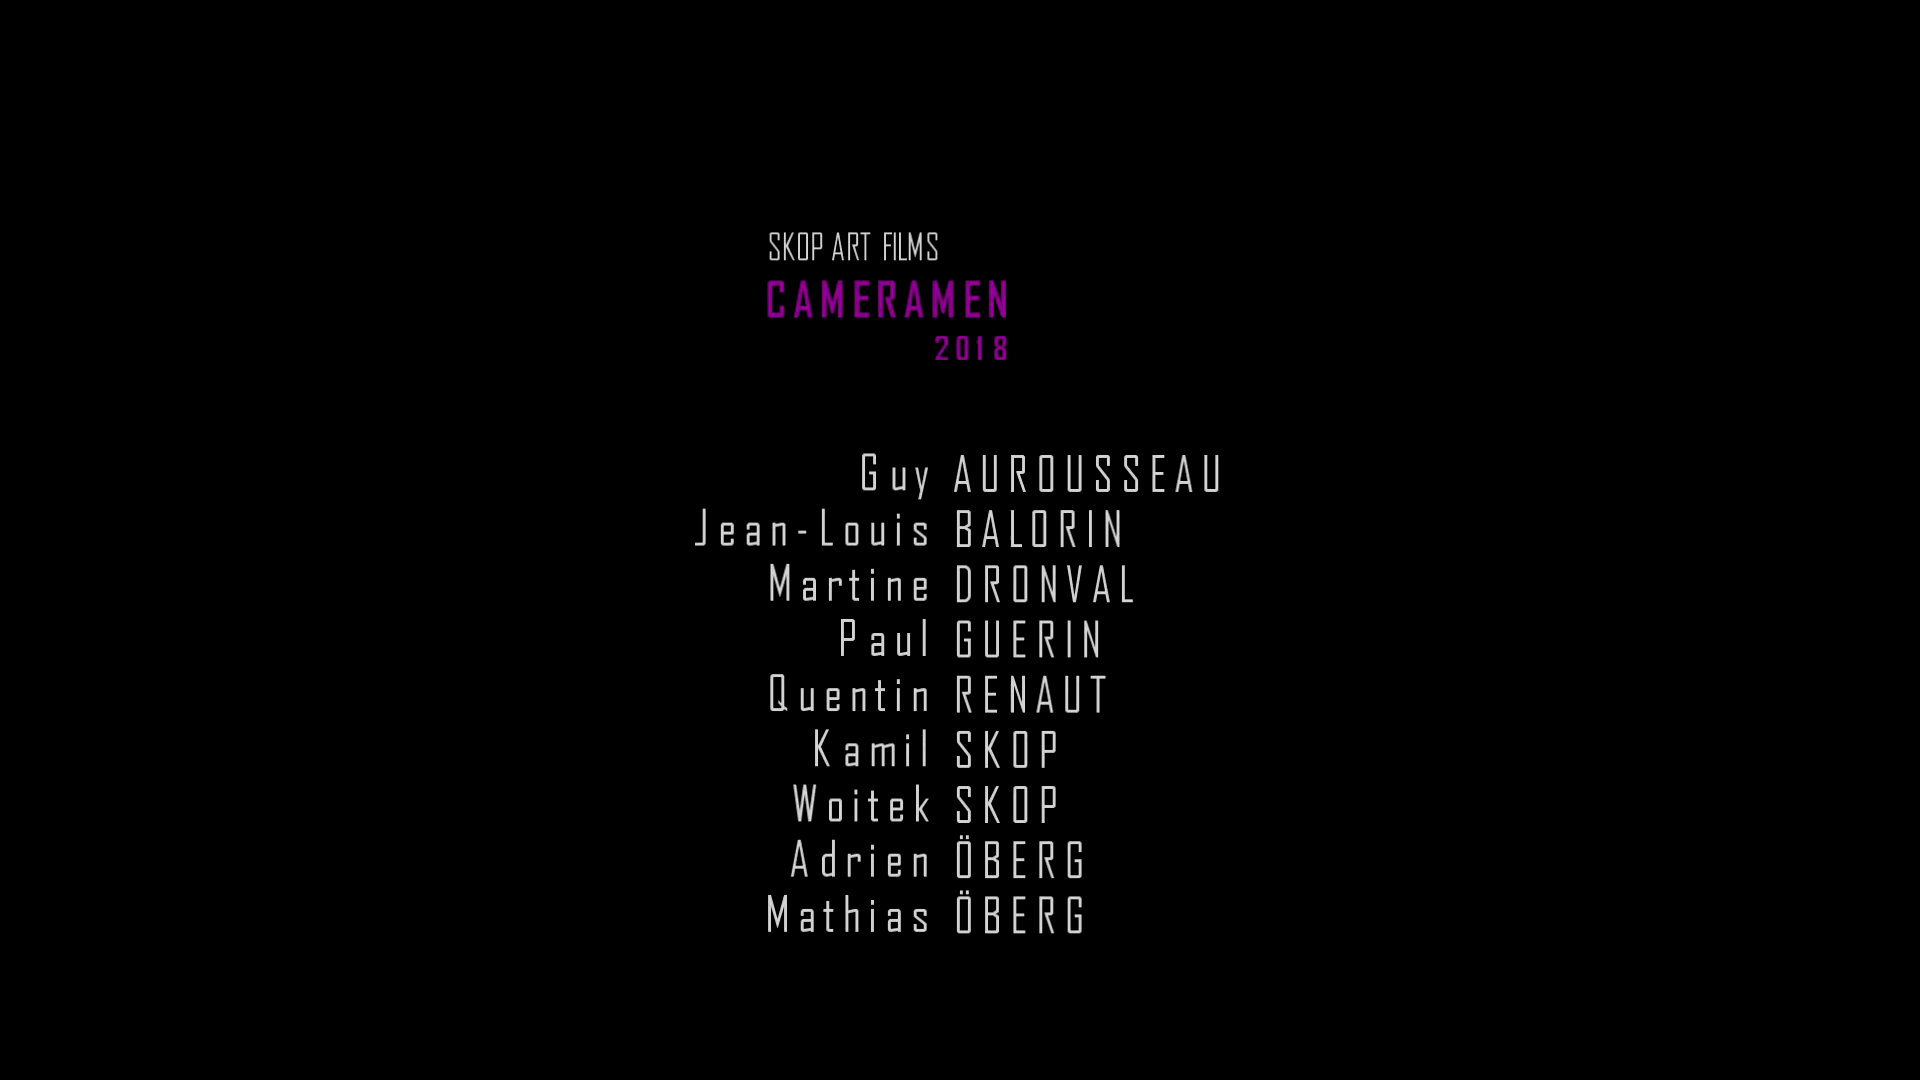 SKOP ART FILMS
CAMERAMEN
2018
Guy AUROUSSEAU
Jean-Louis BALORIN
Martine DRONVAL
Paul GUERIN
Quentin RENAUT
Kamil SKOP
Woitek SKOP
Adrien ÖBERG
Mathias ÖBERG